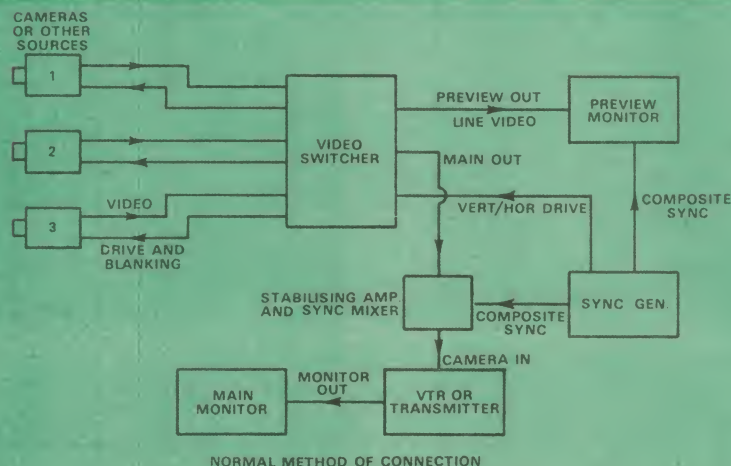 CAMERAS
OR OTHER
SOURCES
1
2
3
VIDEO
DRIVE AND
BLANKING
VIDEO
SWITCHER
PREVIEW OUT
LINE VIDEO
PREVIEW
MONITOR
MAIN OUT
VERT/HOR DRIVE
COMPOSITE
SYNC
STABILISING AMP.
AND SYNC MIXER
COMPOSITE
SYNC
SYNC GEN.
CAMERA IN
MAIN
MONITOR
MONITOR
OUT
VTR OR
TRANSMITTER
NORMAL METHOD OF CONNECTION